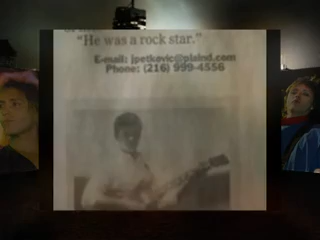 "He was a rock star."
E-mail: jpetkovic@plaind.com
Phone: (216) 999-4556